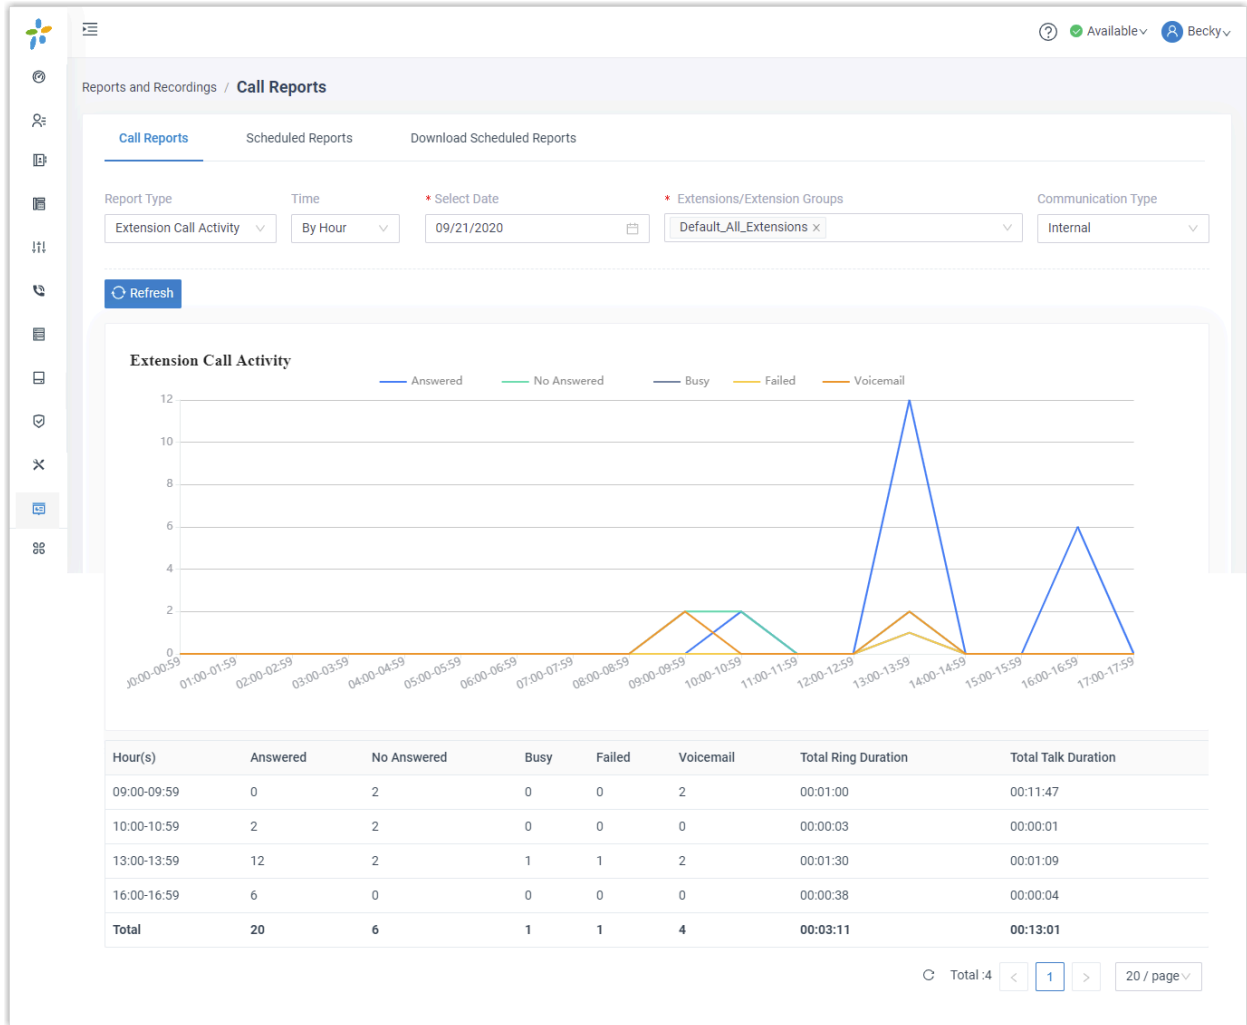 Available Becky
Reports and Recordings / Call Reports
Call Reports Scheduled Reports Download Scheduled Reports
Report Type Time * Select Date * Extensions/Extension Groups Communication Type
Extension Call Activity By Hour 09/21/2020 Default_All_Extensions × Internal
Refresh
Extension Call Activity
Answered No Answered Busy Failed Voicemail
12
10
8
6
4
2
0
00:00-00:59 01:00-01:59 02:00-02:59 03:00-03:59 04:00-04:59 05:00-05:59 06:00-06:59 07:00-07:59 08:00-08:59 09:00-09:59 10:00-10:59 11:00-11:59 12:00-12:59 13:00-13:59 14:00-14:59 15:00-15:59 16:00-16:59 17:00-17:59
Hour(s) Answered No Answered Busy Failed Voicemail Total Ring Duration Total Talk Duration
09:00-09:59 0 2 0 0 2 00:01:00 00:11:47
10:00-10:59 2 2 0 0 0 00:00:03 00:00:01
13:00-13:59 12 2 1 1 2 00:01:30 00:01:09
16:00-16:59 6 0 0 0 0 00:00:38 00:00:04
Total 20 6 1 1 4 00:03:11 00:13:01
Total :4 < 1 > 20 / page